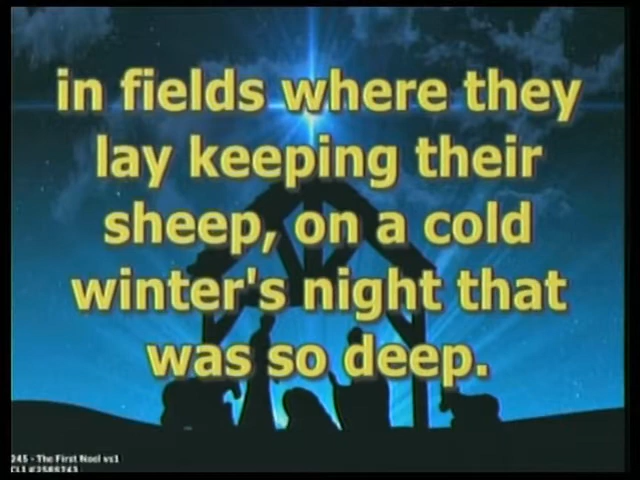 in fields where they
lay keeping their
sheep, on a cold
winter's night that
was so deep.
245 - The First Noel vs1